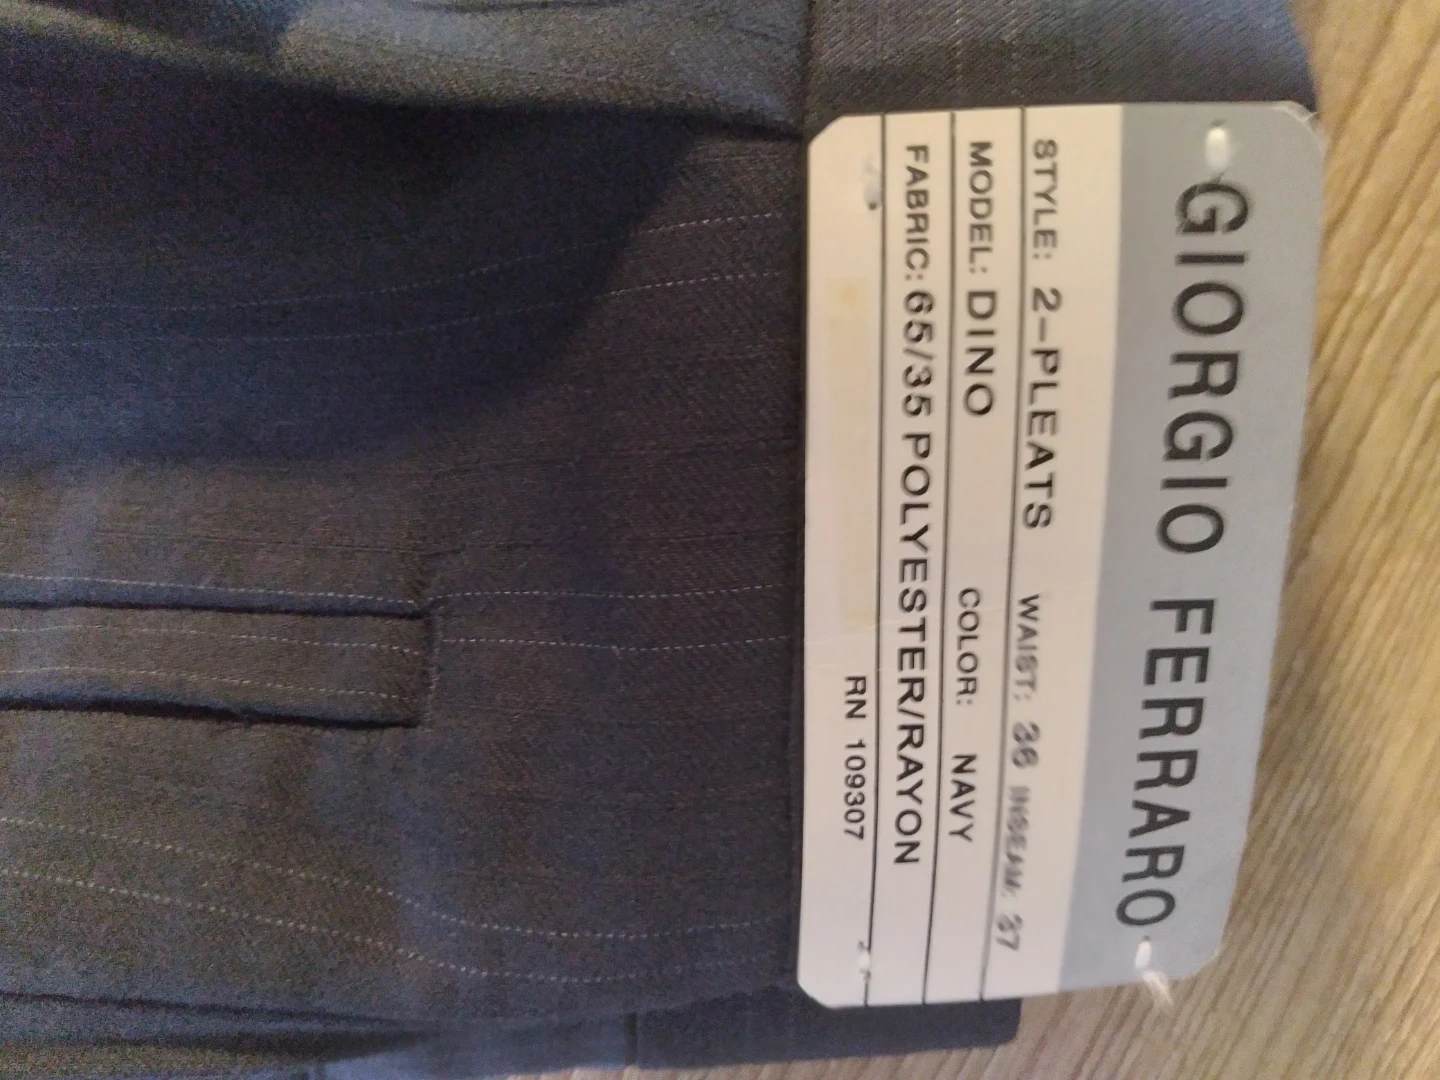 GIORGIO FERRARO
STYLE: 2-PLEATS WAIST: 36 INSEAM: 37
MODEL: DINO COLOR: NAVY
FABRIC: 65/35 POLYESTER/RAYON
RN 109307